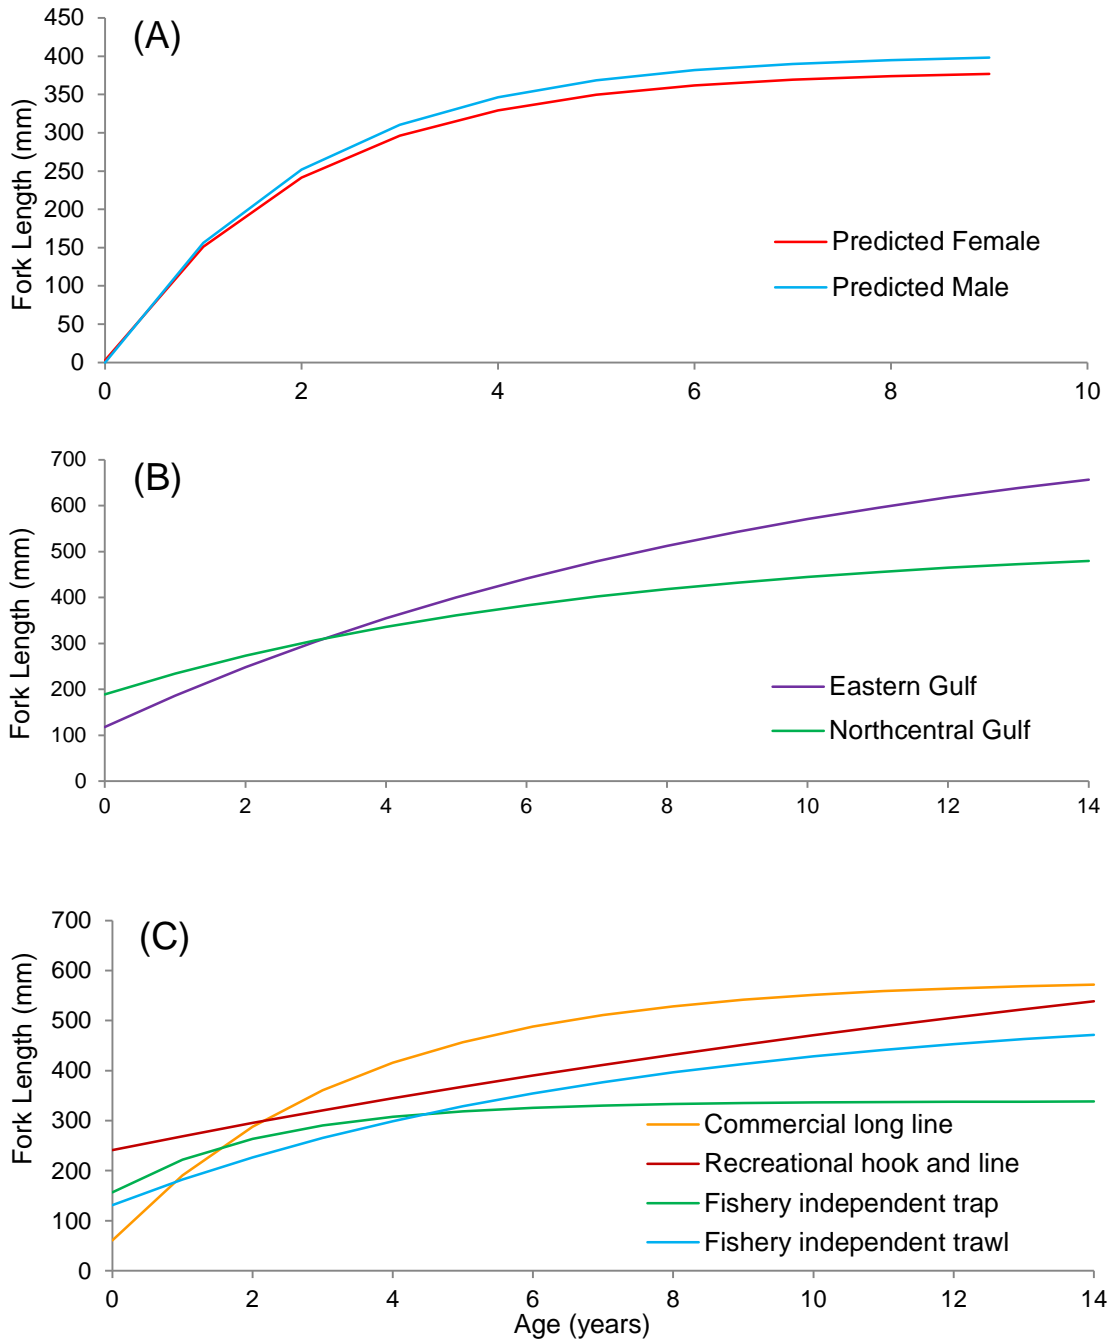 (A)
Fork Length (mm)
450
400
350
300
250
200
150
100
50
0
0 2 4 6 8 10
Predicted Female
Predicted Male
(B)
Fork Length (mm)
700
600
500
400
300
200
100
0
0 2 4 6 8 10 12 14
Eastern Gulf
Northcentral Gulf
(C)
Fork Length (mm)
700
600
500
400
300
200
100
0
0 2 4 6 8 10 12 14
Commercial long line
Recreational hook and line
Fishery independent trap
Fishery independent trawl
Age (years)